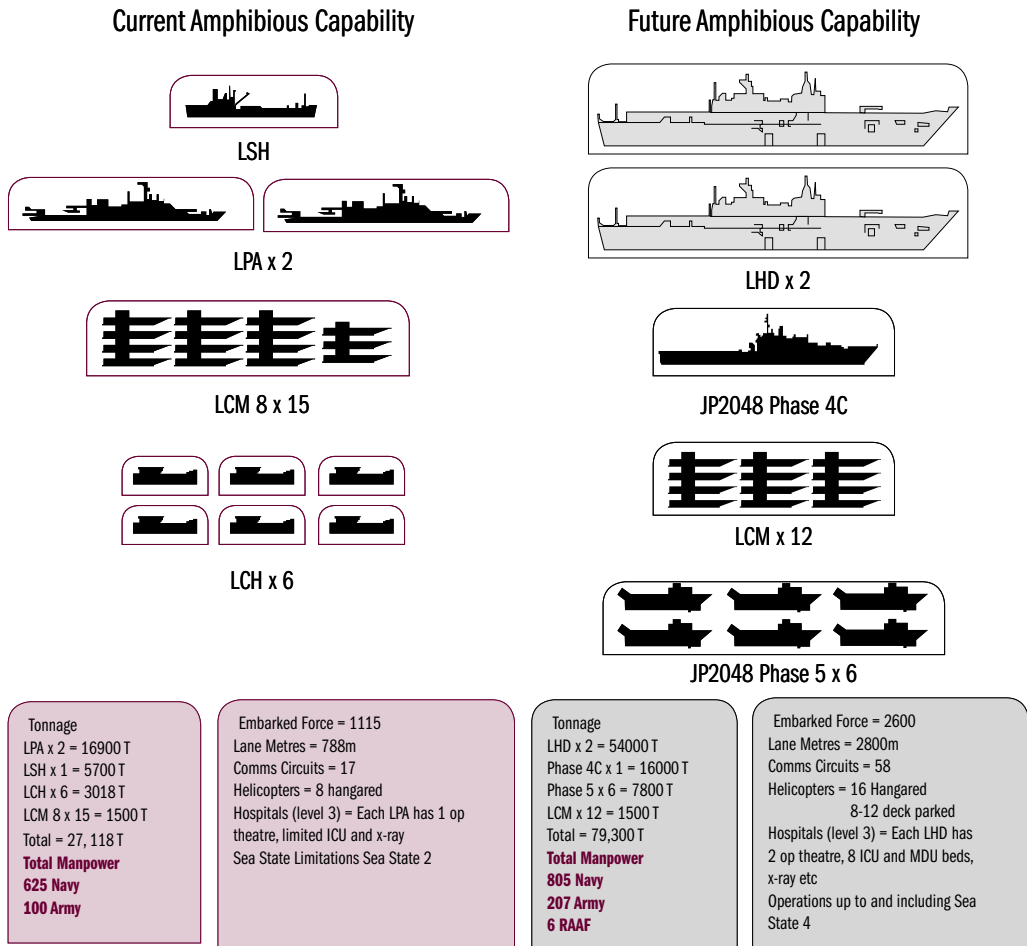 Current Amphibious Capability
LSH
LPA x 2
LCM 8 x 15
LCH x 6
Future Amphibious Capability
LHD x 2
JP2048 Phase 4C
LCM x 12
JP2048 Phase 5 x 6
Tonnage
LPA x 2 = 16900 T
LSH x 1 = 5700 T
LCH x 6 = 3018 T
LCM 8 x 15 = 1500 T
Total = 27, 118 T
Total Manpower
625 Navy
100 Army
Embarked Force = 1115
Lane Metres = 788m
Comms Circuits = 17
Helicopters = 8 hangared
Hospitals (level 3) = Each LPA has 1 op
theatre, limited ICU and x-ray
Sea State Limitations Sea State 2
Tonnage
LHD x 2 = 54000 T
Phase 4C x 1 = 16000 T
Phase 5 x 6 = 7800 T
LCM x 12 = 1500 T
Total = 79,300 T
Total Manpower
805 Navy
207 Army
6 RAAF
Embarked Force = 2600
Lane Metres = 2800m
Comms Circuits = 58
Helicopters = 16 Hangared
8-12 deck parked
Hospitals (level 3) = Each LHD has
2 op theatre, 8 ICU and MDU beds,
x-ray etc
Operations up to and including Sea
State 4